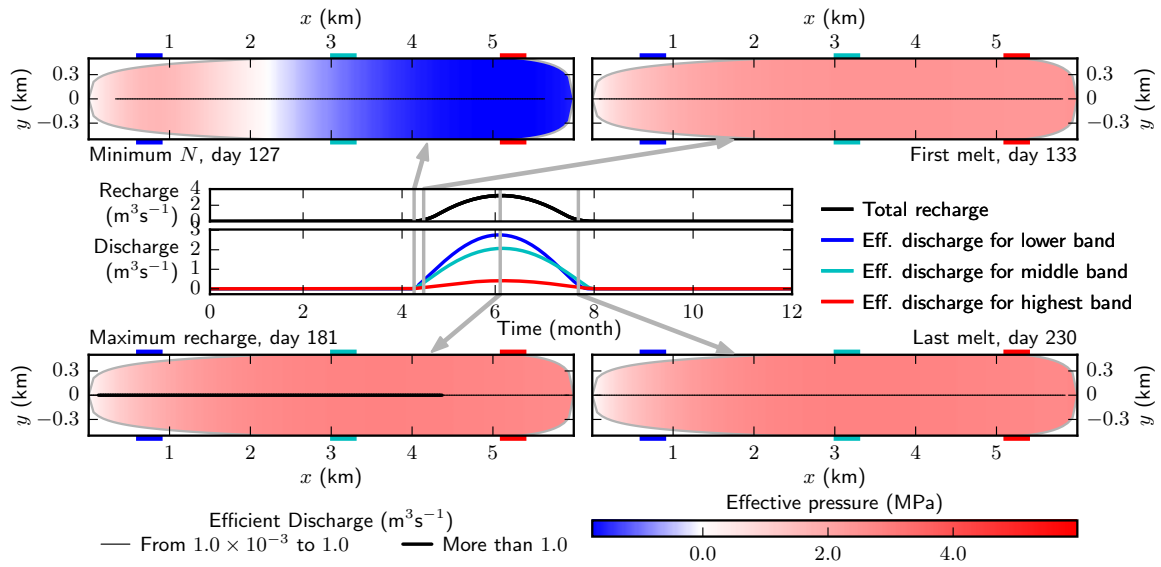 x (km)
x (km)
1 2 3 4 5
1 2 3 4 5
y (km)
0.3
0
−0.3
0.3
0
−0.3
y (km)
Minimum N, day 127
First melt, day 133
Recharge
(m³s⁻¹)
4
2
0
Discharge
(m³s⁻¹)
3
2
1
0
0 2 4 6 8 10 12
Time (month)
Total recharge
Eff. discharge for lower band
Eff. discharge for middle band
Eff. discharge for highest band
Maximum recharge, day 181
Last melt, day 230
y (km)
0.3
0
−0.3
0.3
0
−0.3
y (km)
1 2 3 4 5
1 2 3 4 5
x (km)
x (km)
Efficient Discharge (m³s⁻¹)
From 1.0 × 10⁻³ to 1.0
More than 1.0
Effective pressure (MPa)
0.0 2.0 4.0